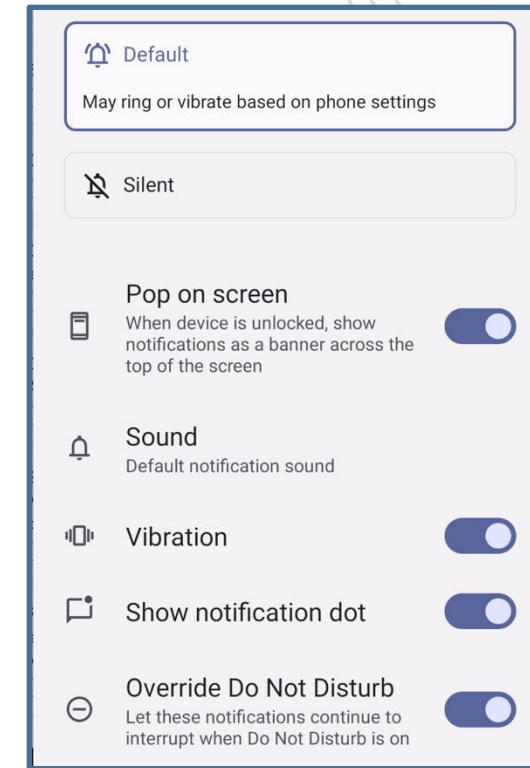 Default
May ring or vibrate based on phone settings
Silent
Pop on screen
When device is unlocked, show
notifications as a banner across the
top of the screen
Sound
Default notification sound
Vibration
Show notification dot
Override Do Not Disturb
Let these notifications continue to
interrupt when Do Not Disturb is on